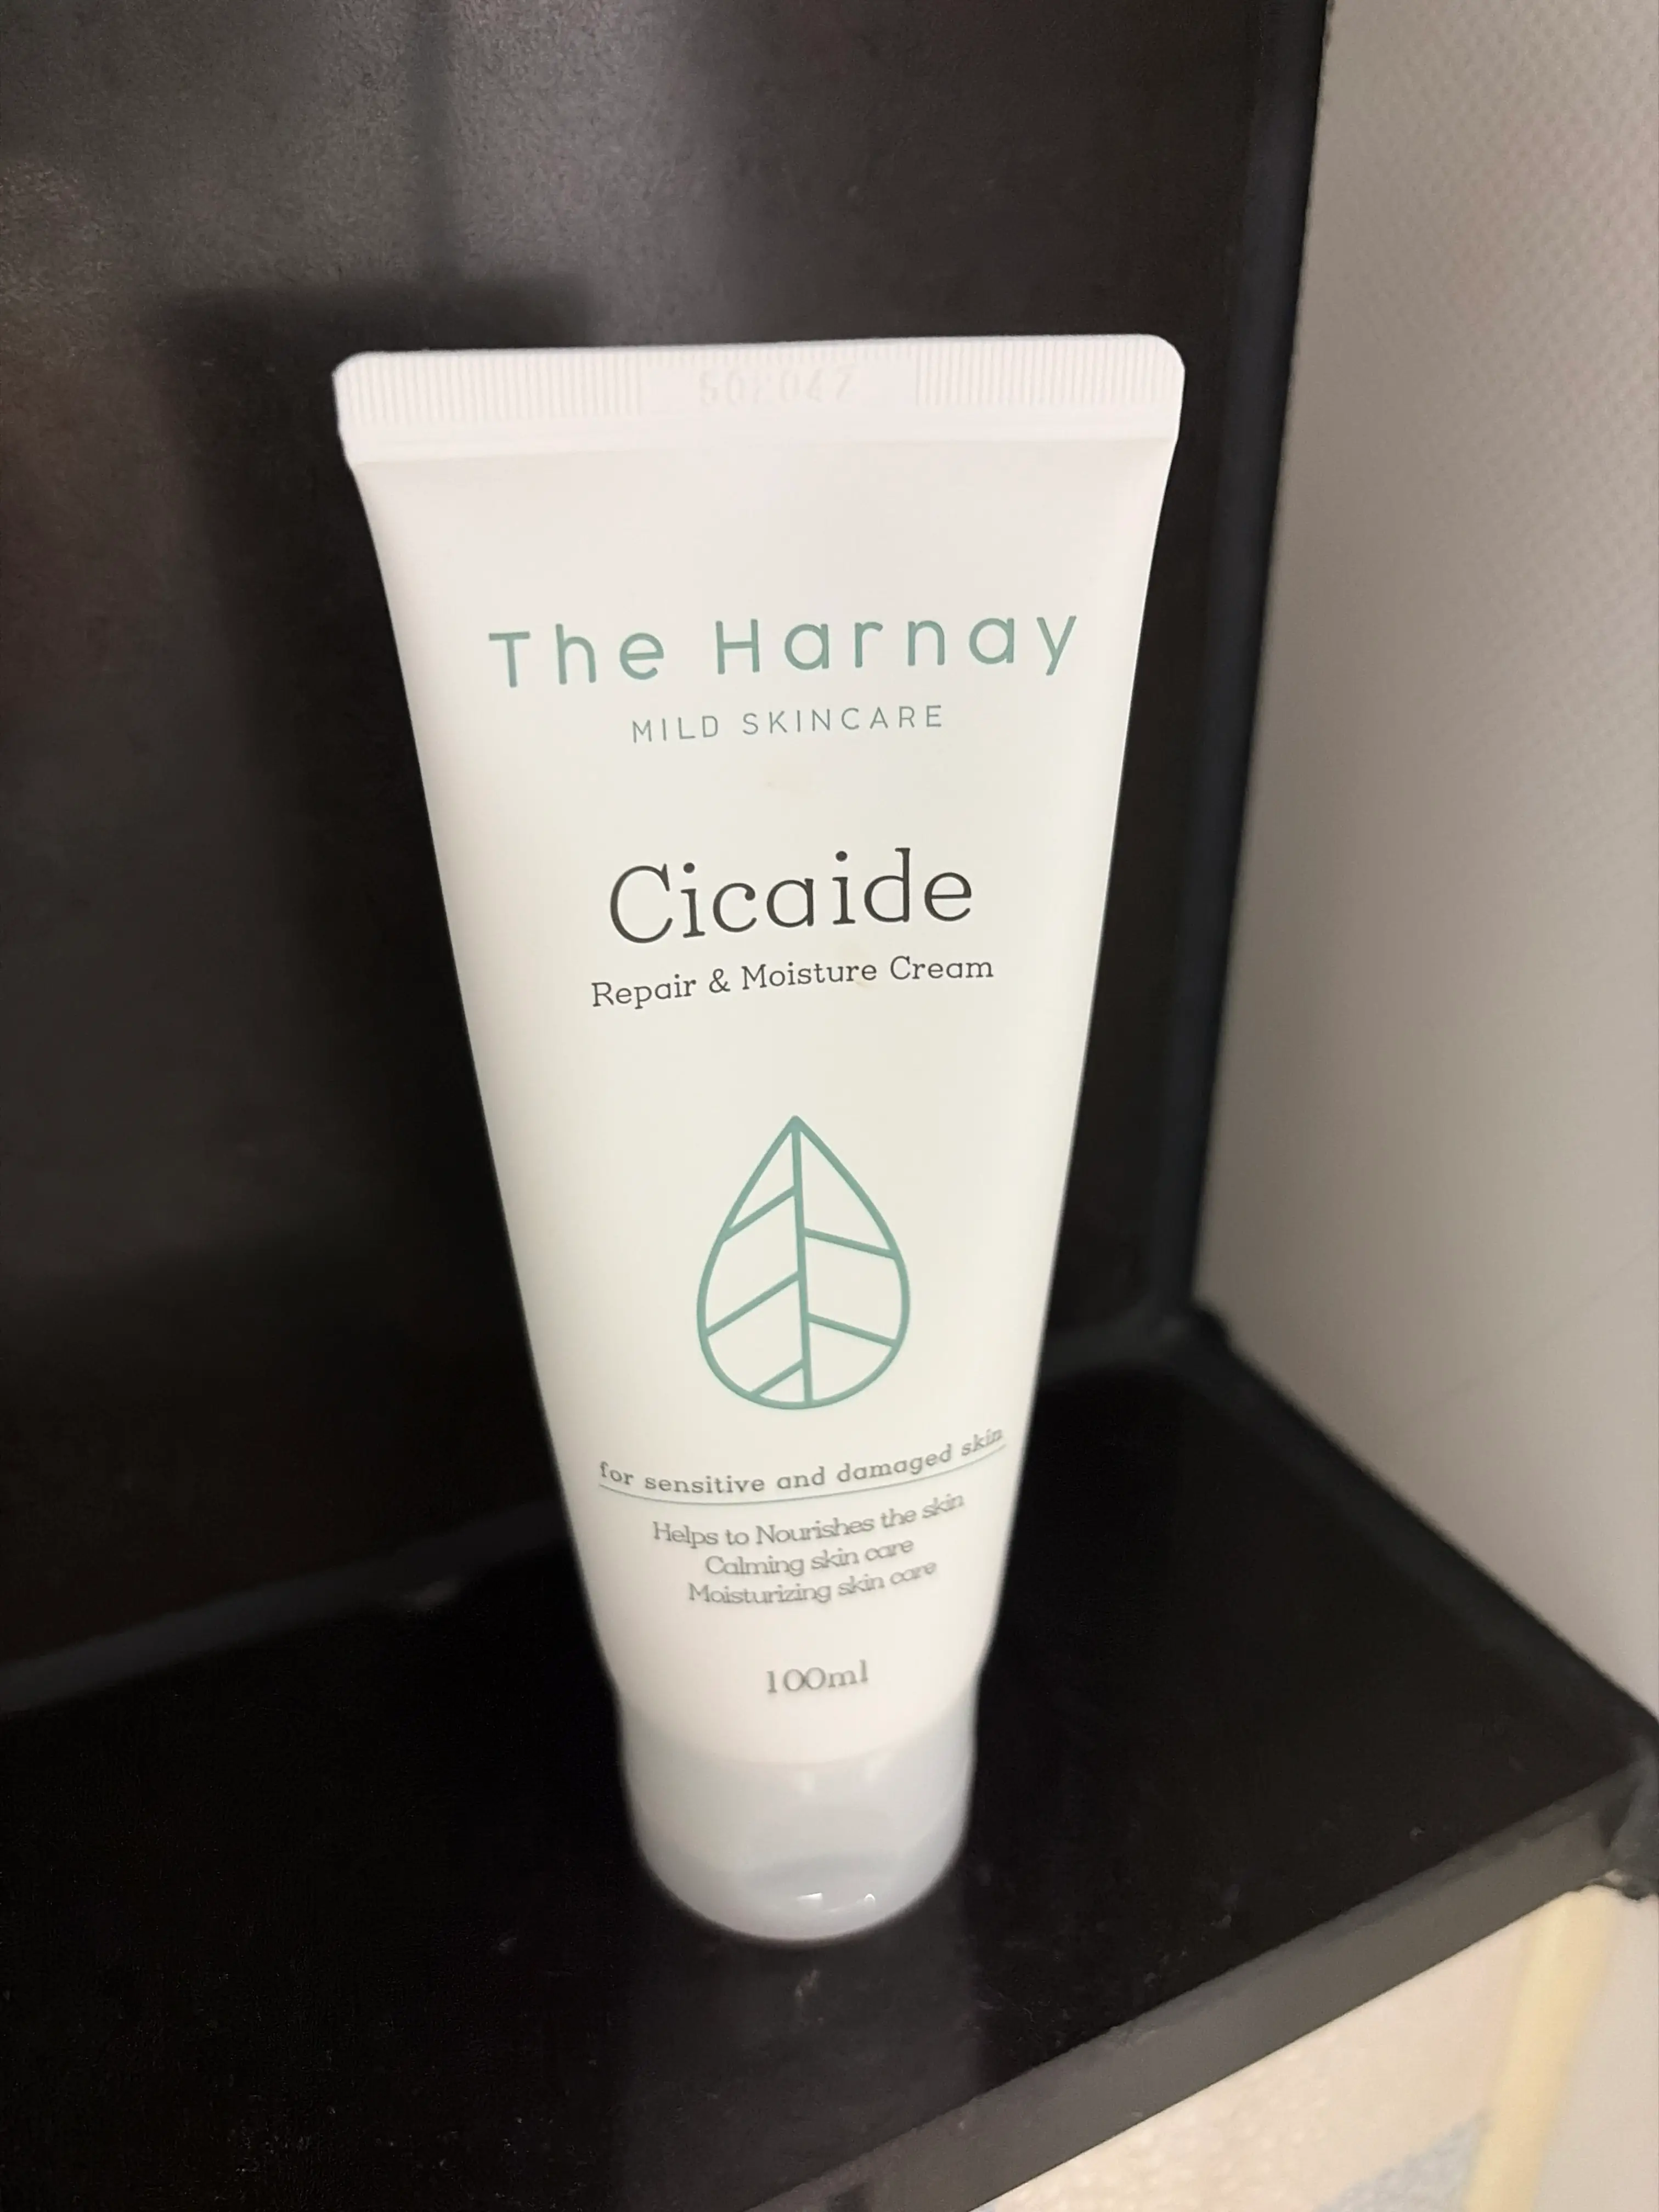 The Harnay
MILD SKINCARE
Cicaide
Repair & Moisture Cream
for sensitive and damaged skin
Helps to Nourishes the skin
Calming skin care
Moisturizing skin care
100ml